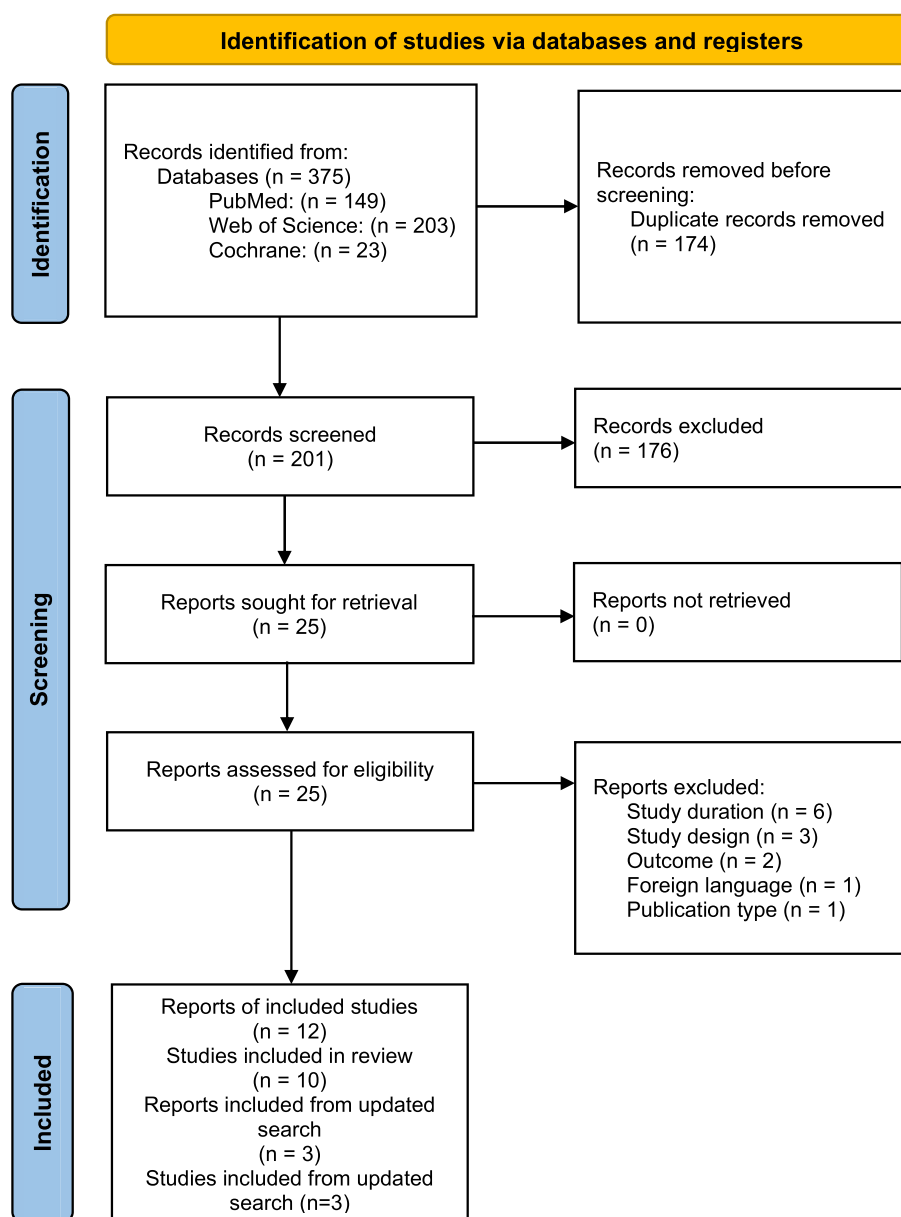 Identification of studies via databases and registers
Identification
Records identified from:
Databases (n = 375)
PubMed: (n = 149)
Web of Science: (n = 203)
Cochrane: (n = 23)
Records removed before
screening:
Duplicate records removed
(n = 174)
Screening
Records screened
(n = 201)
Records excluded
(n = 176)
Reports sought for retrieval
(n = 25)
Reports not retrieved
(n = 0)
Reports assessed for eligibility
(n = 25)
Reports excluded:
Study duration (n = 6)
Study design (n = 3)
Outcome (n = 2)
Foreign language (n = 1)
Publication type (n = 1)
Included
Reports of included studies
(n = 12)
Studies included in review
(n = 10)
Reports included from updated
search
(n = 3)
Studies included from updated
search (n=3)